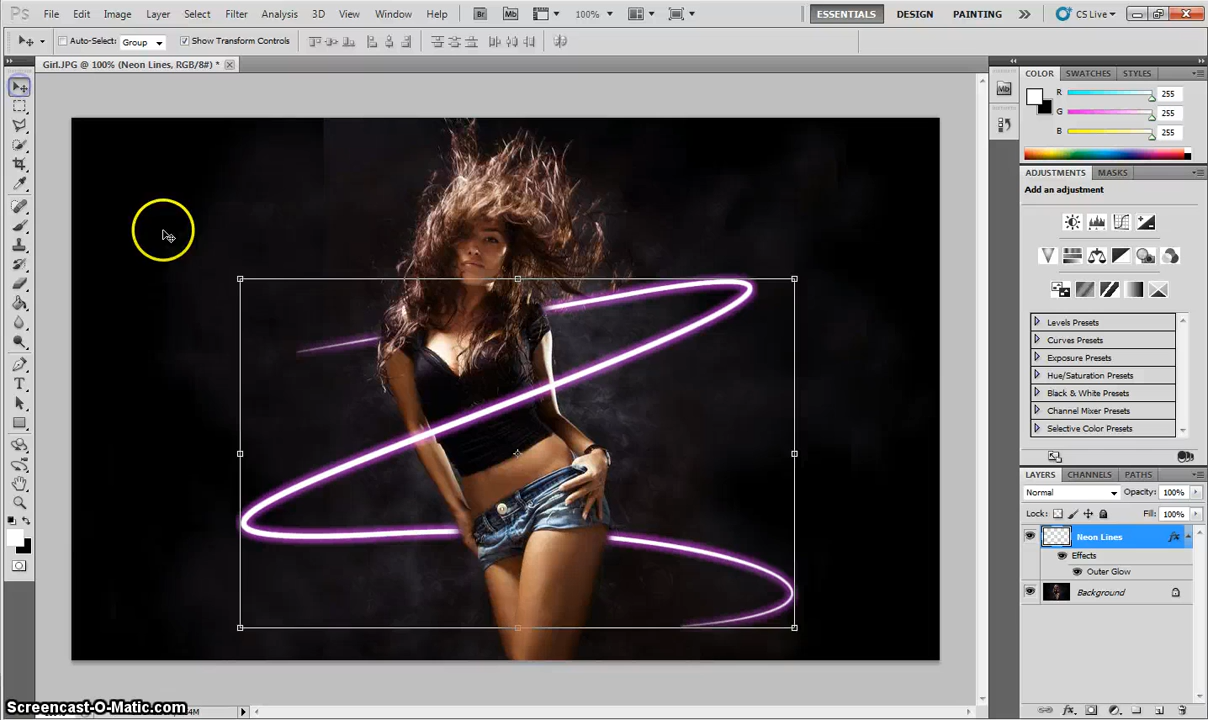 Ps File Edit Image Layer Select Filter Analysis 3D View Window Help Br Mb 100% ESSENTIALS DESIGN PAINTING CS Live
Auto-Select: Group Show Transform Controls
Girl.JPG @ 100% (Neon Lines, RGB/8#) *
COLOR SWATCHES STYLES
Mb
R 255
G 255
B 255
ADJUSTMENTS MASKS
Add an adjustment
Levels Presets
Curves Presets
Exposure Presets
Hue/Saturation Presets
Black & White Presets
Channel Mixer Presets
Selective Color Presets
LAYERS CHANNELS PATHS
Normal Opacity: 100%
Lock: Fill: 100%
Neon Lines fx
Effects
Outer Glow
Background
Screencast-O-Matic.com